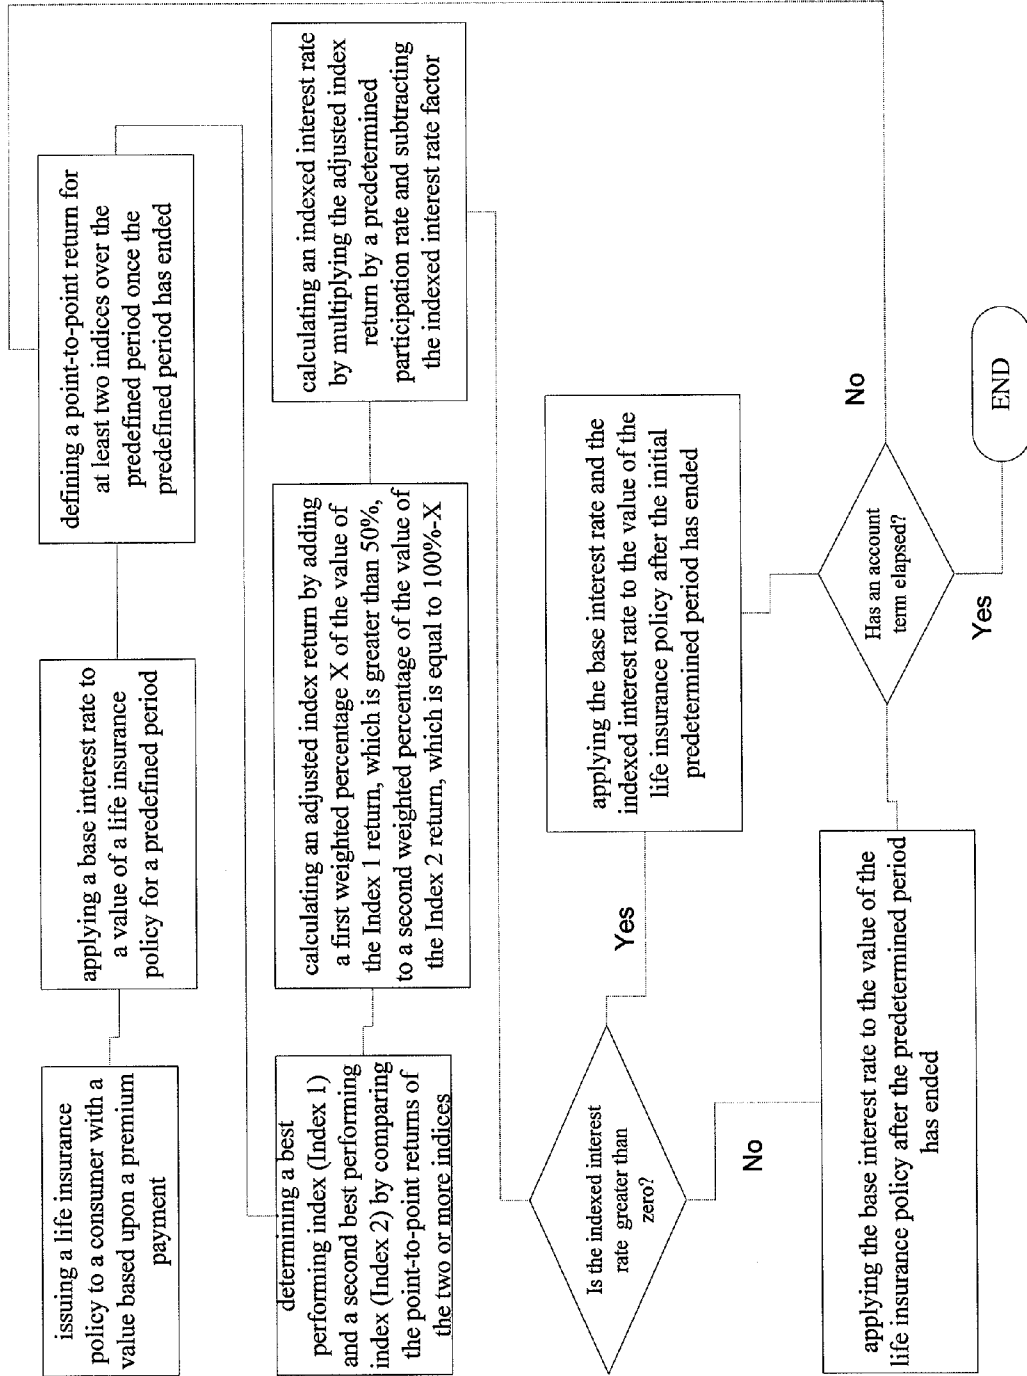 issuing a life insurance
policy to a consumer with a
value based upon a premium
payment
applying a base interest rate to
a value of a life insurance
policy for a predefined period
defining a point-to-point return for
at least two indices over the
predefined period once the
predefined period has ended
determining a best
performing index (Index 1)
and a second best performing
index (Index 2) by comparing
the point-to-point returns of
the two or more indices
calculating an adjusted index return by adding
a first weighted percentage X of the value of
the Index 1 return, which is greater than 50%,
to a second weighted percentage of the value of
the Index 2 return, which is equal to 100%-X
calculating an indexed interest rate
by multiplying the adjusted index
return by a predetermined
participation rate and subtracting
the indexed interest rate factor
Is the indexed interest
rate greater than
zero?
Yes
No
applying the base interest rate and the
indexed interest rate to the value of the
life insurance policy after the initial
predetermined period has ended
applying the base interest rate to the value of the
life insurance policy after the predetermined period
has ended
Has an account
term elapsed?
No
Yes
END